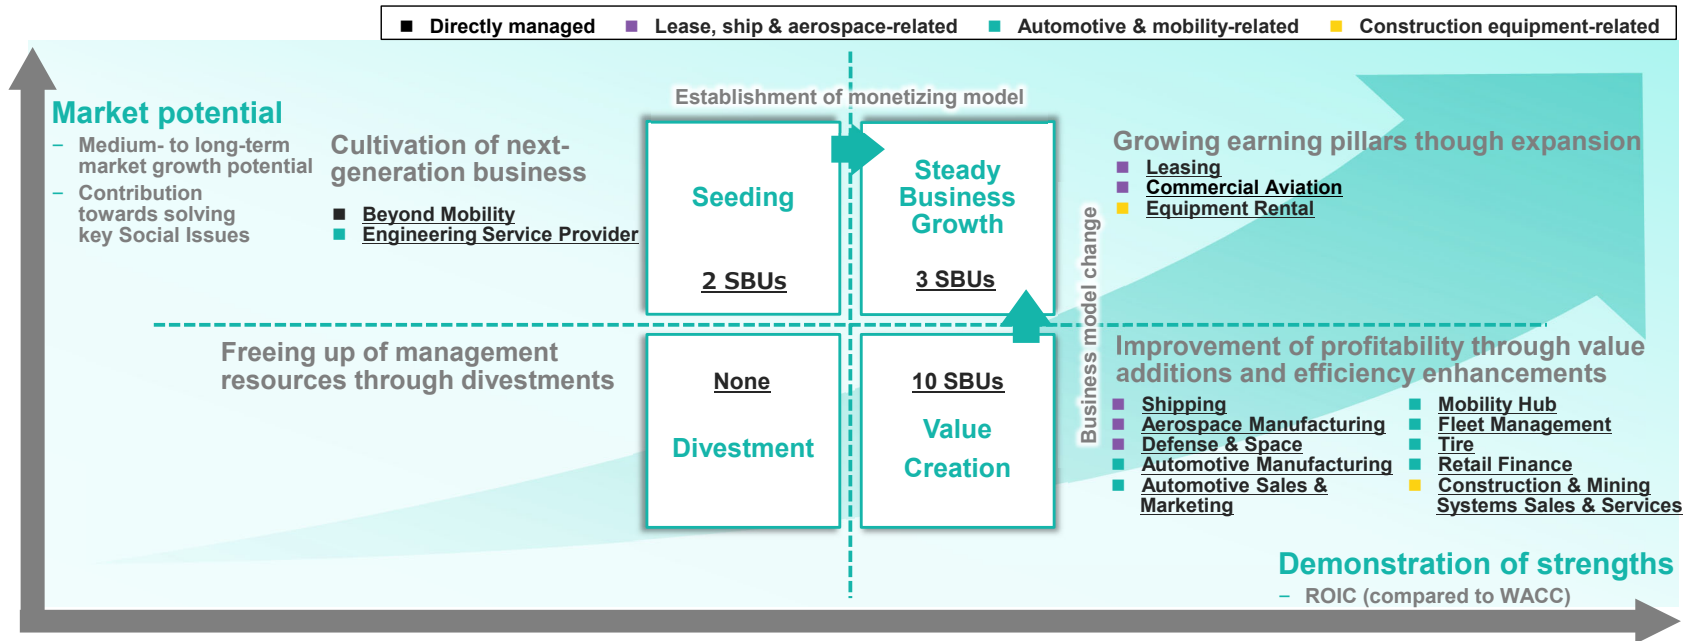 Directly managed
Lease, ship & aerospace-related
Automotive & mobility-related
Construction equipment-related
Market potential
– Medium- to long-term
market growth potential
– Contribution
towards solving
key Social Issues
Cultivation of next-
generation business
Beyond Mobility
Engineering Service Provider
Establishment of monetizing model
Seeding
2 SBUs
Steady
Business
Growth
3 SBUs
Growing earning pillars though expansion
Leasing
Commercial Aviation
Equipment Rental
Business model change
Freeing up of management
resources through divestments
None
Divestment
10 SBUs
Value
Creation
Improvement of profitability through value
additions and efficiency enhancements
Shipping
Aerospace Manufacturing
Defense & Space
Automotive Manufacturing
Automotive Sales &
Marketing
Mobility Hub
Fleet Management
Tire
Retail Finance
Construction & Mining
Systems Sales & Services
Demonstration of strengths
– ROIC (compared to WACC)